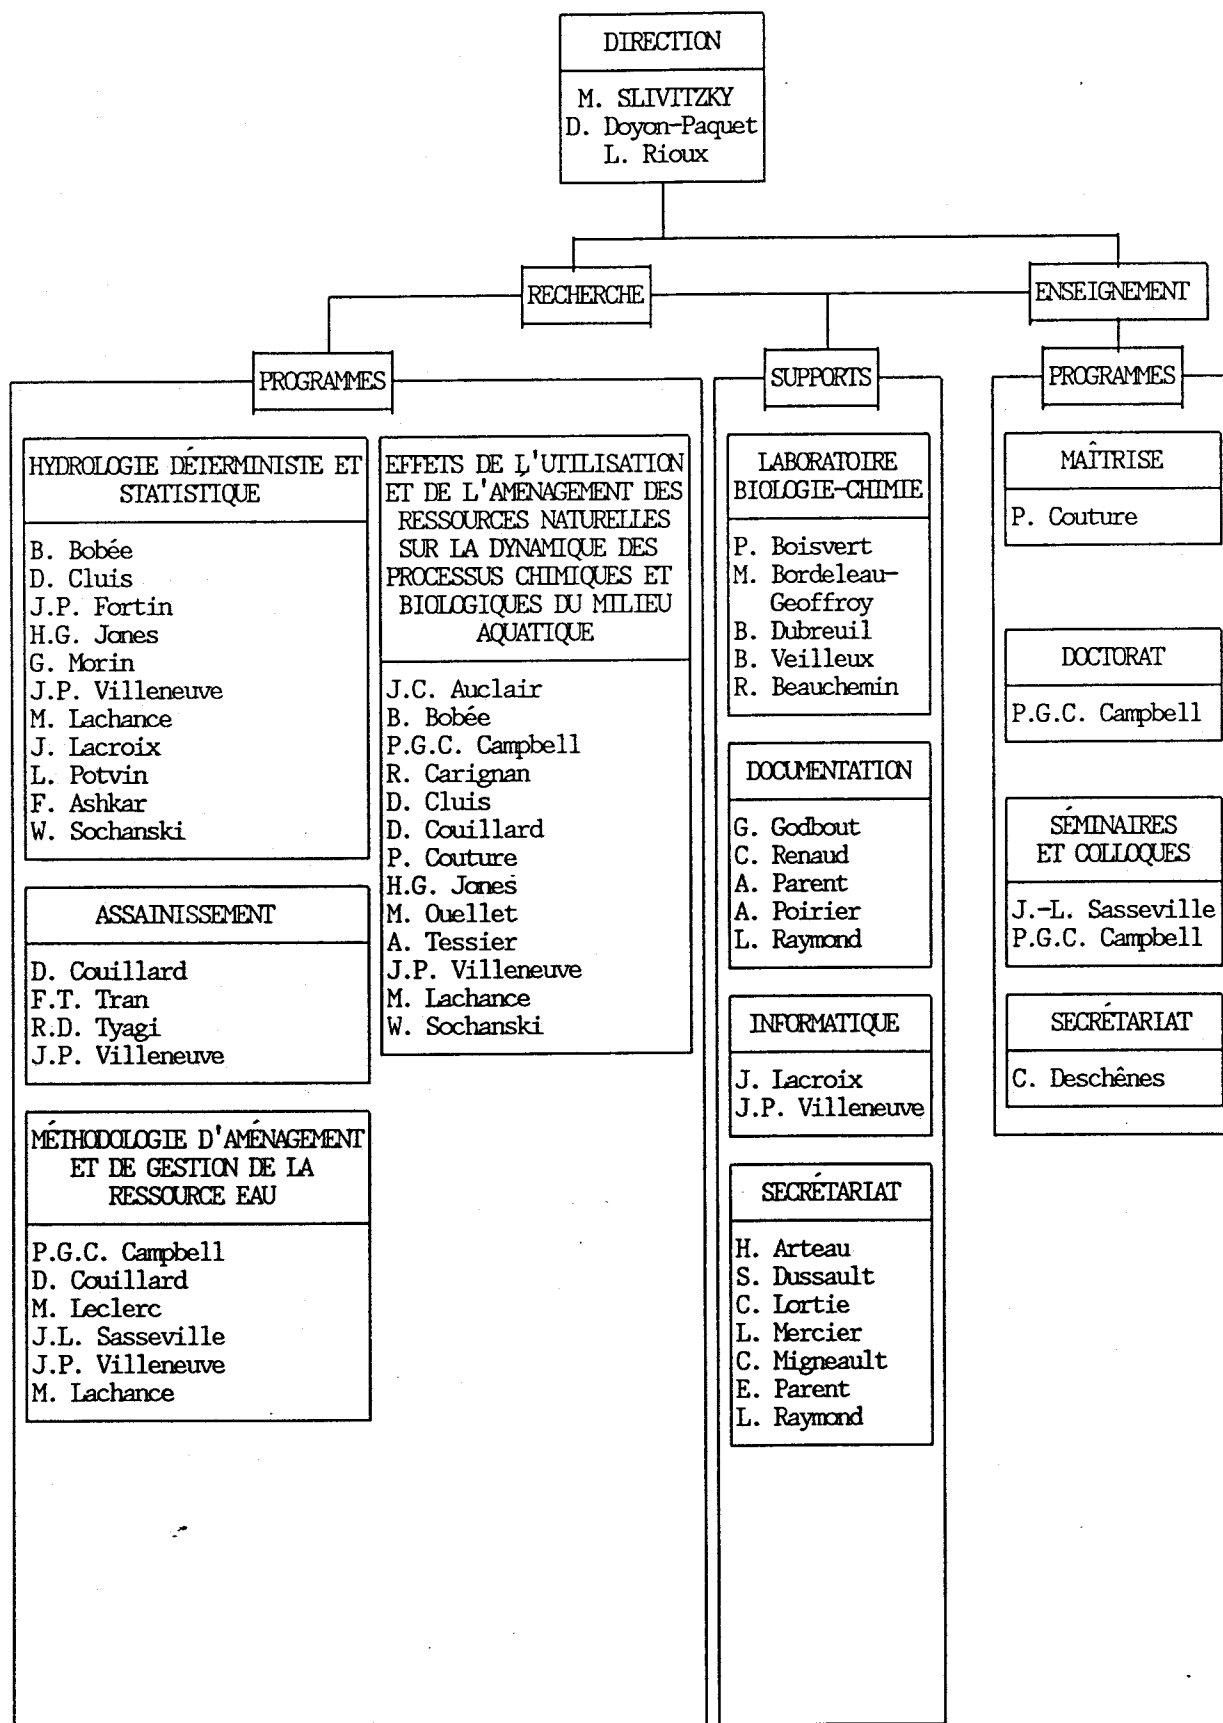 DIRECTION
M. SLIVITZKY
D. Doyon-Paquet
L. Rioux
RECHERCHE
ENSEIGNEMENT
PROGRAMMES
SUPPORTS
PROGRAMMES
HYDROLOGIE DÉTERMINISTE ET
STATISTIQUE
B. Bobée
D. Cluis
J.P. Fortin
H.G. Jones
G. Morin
J.P. Villeneuve
M. Lachance
J. Lacroix
L. Potvin
F. Ashkar
W. Sochanski
ASSAINISSEMENT
D. Couillard
F.T. Tran
R.D. Tyagi
J.P. Villeneuve
MÉTHODOLOGIE D'AMÉNAGEMENT
ET DE GESTION DE LA
RESSOURCE EAU
P.G.C. Campbell
D. Couillard
M. Leclerc
J.L. Sasseville
J.P. Villeneuve
M. Lachance
EFFETS DE L'UTILISATION
ET DE L'AMÉNAGEMENT DES
RESSOURCES NATURELLES
SUR LA DYNAMIQUE DES
PROCESSUS CHIMIQUES ET
BIOLOGIQUES DU MILIEU
AQUATIQUE
J.C. Auclair
B. Bobée
P.G.C. Campbell
R. Carignan
D. Cluis
D. Couillard
P. Couture
H.G. Jones
M. Ouellet
A. Tessier
J.P. Villeneuve
M. Lachance
W. Sochanski
LABORATOIRE
BIOLOGIE-CHIMIE
P. Boisvert
M. Bordeleau-
Geoffroy
B. Dubreuil
B. Veilleux
R. Beauchemin
DOCUMENTATION
G. Godbout
C. Renaud
A. Parent
A. Poirier
L. Raymond
INFORMATIQUE
J. Lacroix
J.P. Villeneuve
SECRÉTARIAT
H. Arteau
S. Dussault
C. Lortie
L. Mercier
C. Migneault
E. Parent
L. Raymond
MAÎTRISE
P. Couture
DOCTORAT
P.G.C. Campbell
SÉMINAIRES
ET COLLOQUES
J.-L. Sasseville
P.G.C. Campbell
SECRÉTARIAT
C. Deschênes